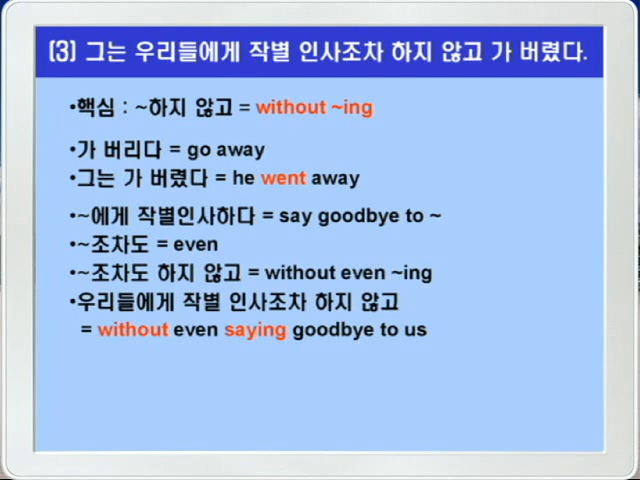 (3) 그는 우리들에게 작별 인사조차 하지 않고 가 버렸다.
•핵심 : ~하지 않고 = without ~ing
•가 버리다 = go away
•그는 가 버렸다 = he went away
•~에게 작별인사하다 = say goodbye to ~
•~조차도 = even
•~조차도 하지 않고 = without even ~ing
•우리들에게 작별 인사조차 하지 않고
= without even saying goodbye to us